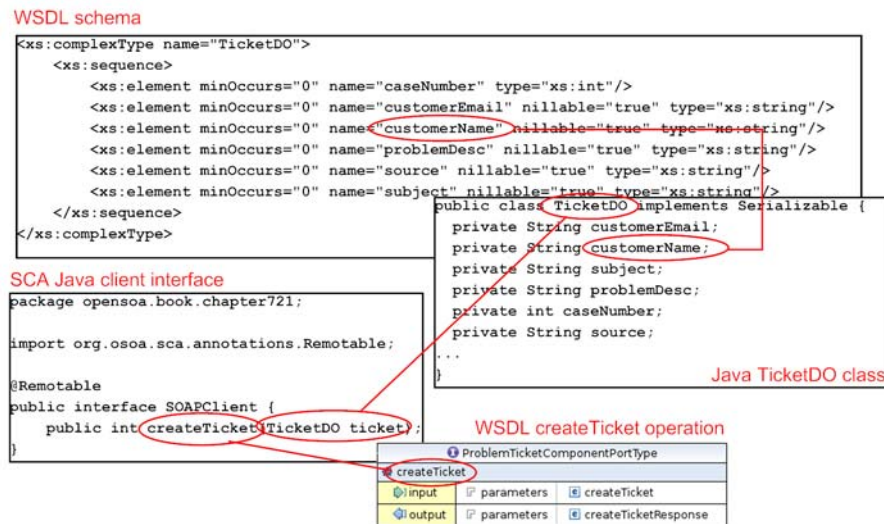 WSDL schema
<xs:complexType name="TicketDO">
<xs:sequence>
<xs:element minOccurs="0" name="caseNumber" type="xs:int"/>
<xs:element minOccurs="0" name="customerEmail" nillable="true" type="xs:string"/>
<xs:element minOccurs="0" name="customerName" nillable="true" type="xs:string"/>
<xs:element minOccurs="0" name="problemDesc" nillable="true" type="xs:string"/>
<xs:element minOccurs="0" name="source" nillable="true" type="xs:string"/>
<xs:element minOccurs="0" name="subject" nillable="true" type="xs:string"/>
</xs:sequence>
</xs:complexType>
public class TicketDO implements Serializable {
private String customerEmail;
private String customerName;
private String subject;
private String problemDesc;
private int caseNumber;
private String source;
...
}
Java TicketDO class
SCA Java client interface
package opensoa.book.chapter721;
import org.osoa.sca.annotations.Remotable;
@Remotable
public interface SOAPClient {
public int createTicket(TicketDO ticket);
}
WSDL createTicket operation
ProblemTicketComponentPortType
createTicket
input parameters createTicket
output parameters createTicketResponse